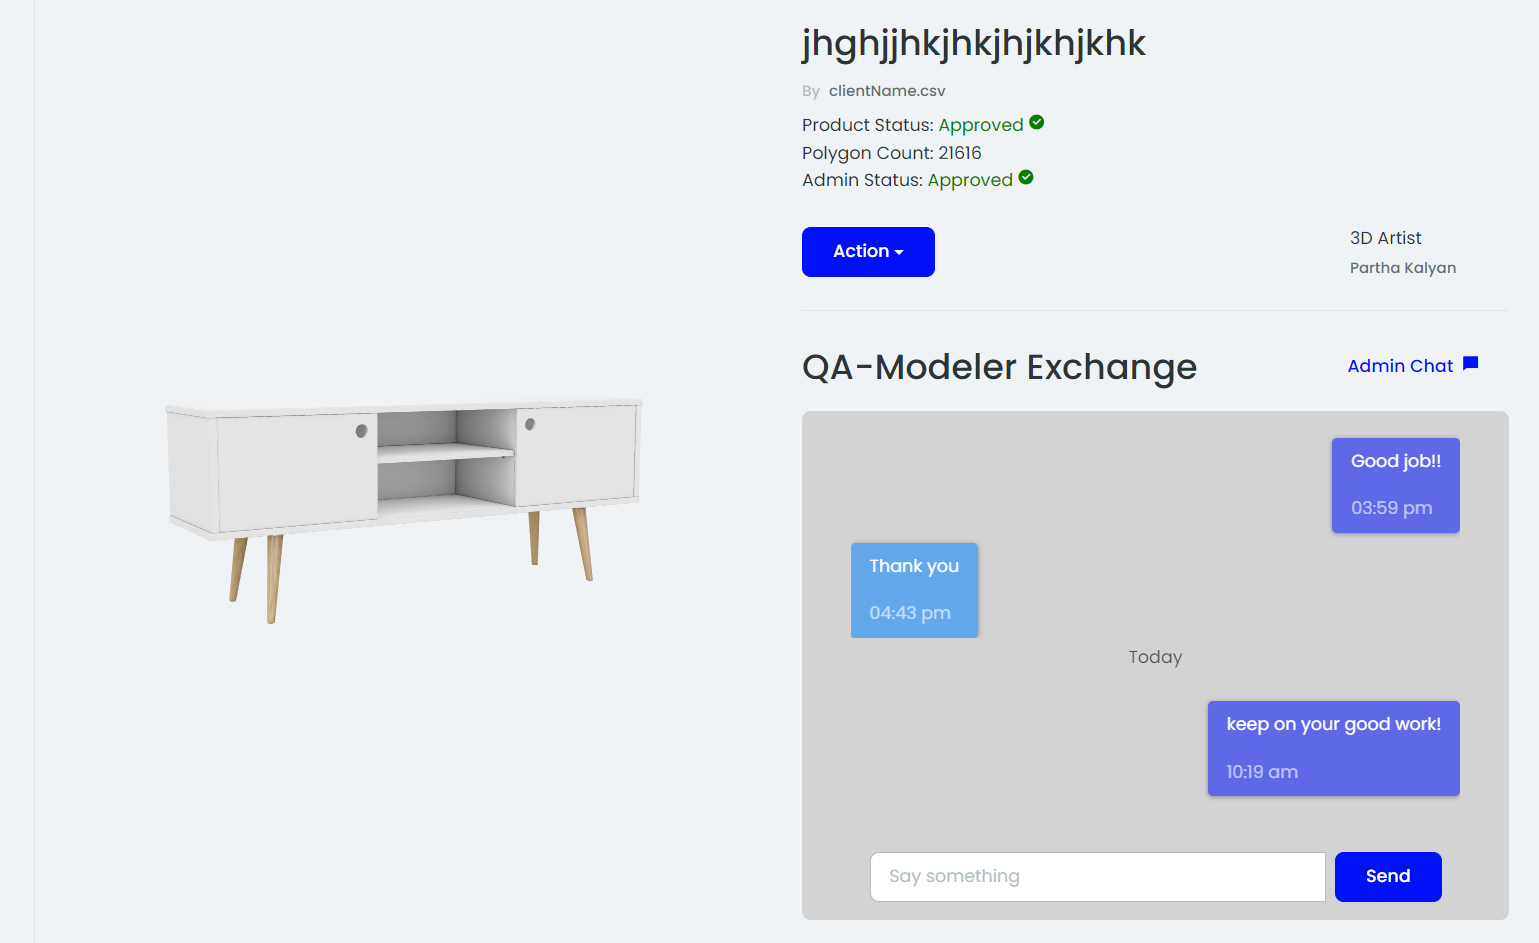 jhghjjhkjhkjhjkhjkhk
By clientName.csv
Product Status: Approved
Polygon Count: 21616
Admin Status: Approved
Action
3D Artist
Partha Kalyan
QA-Modeler Exchange
Admin Chat
Good job!!
03:59 pm
Thank you
04:43 pm
Today
keep on your good work!
10:19 am
Say something
Send